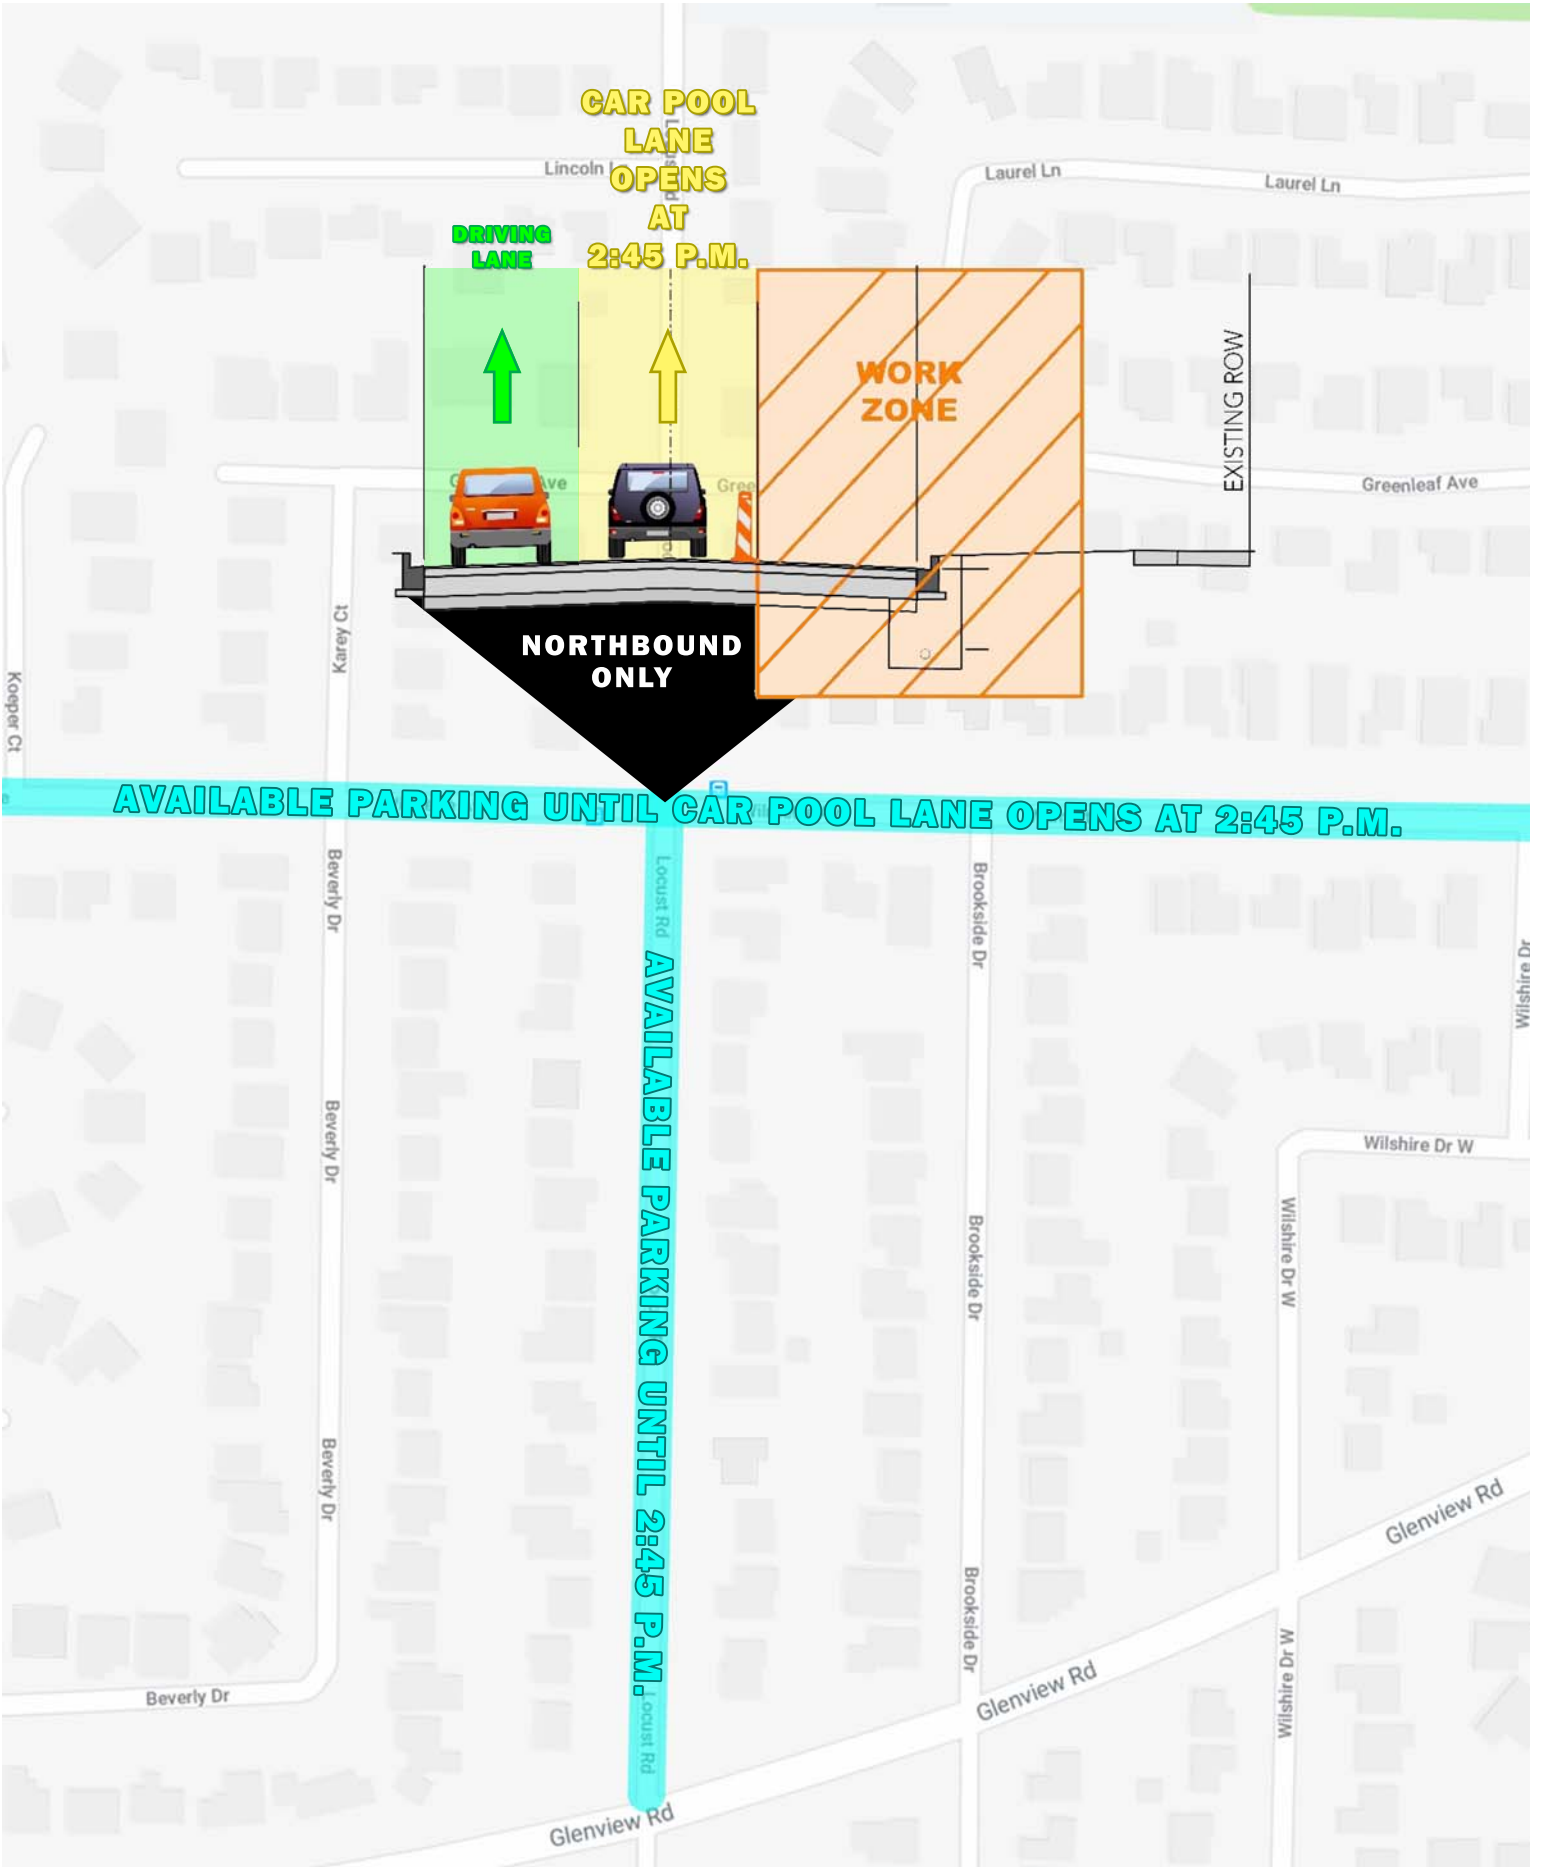 CAR POOL
LANE
OPENS
AT
2:45 P.M.
Lincoln
Laurel Ln
Laurel Ln
DRIVING
LANE
WORK
ZONE
EXISTING ROW
Ave
Gree
Greenleaf Ave
Karey Ct
NORTHBOUND
ONLY
Koeper Ct
AVAILABLE PARKING UNTIL CAR POOL LANE OPENS AT 2:45 P.M.
Beverly Dr
Locust Rd
Brookside Dr
Wilshire Dr
AVAILABLE PARKING UNTIL 2:45 P.M.
Beverly Dr
Wilshire Dr W
Brookside Dr
Wilshire Dr W
Beverly Dr
Glenview Rd
Brookside Dr
Wilshire Dr W
Glenview Rd
Beverly Dr
Locust Rd
Glenview Rd